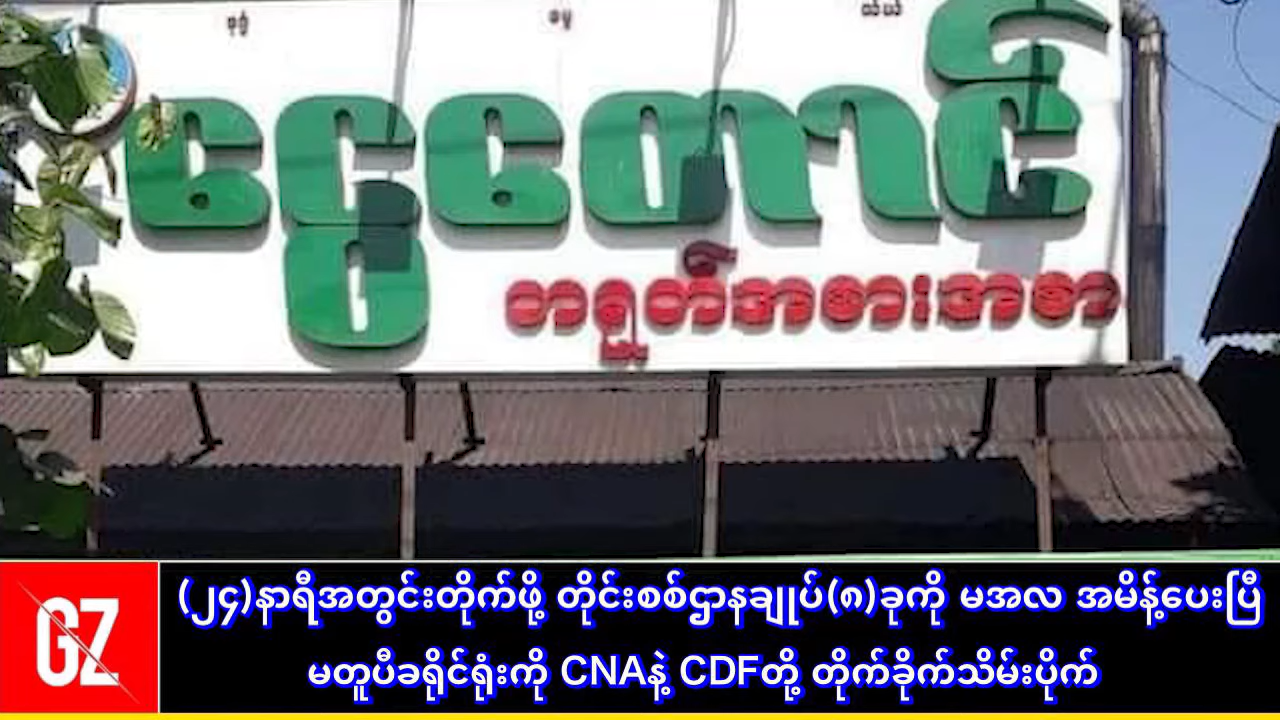 ငွေတောင်
တရုတ်အစားအစာ
GZ
(၂၄)နာရီအတွင်းတိုက်ဖို့ တိုင်းစစ်ဌာနချုပ်(၈)ခုကို မအလ အမိန့်ပေးပြီ
မတူပီခရိုင်ရုံးကို CNAနဲ့ CDFတို့ တိုက်ခိုက်သိမ်းပိုက်